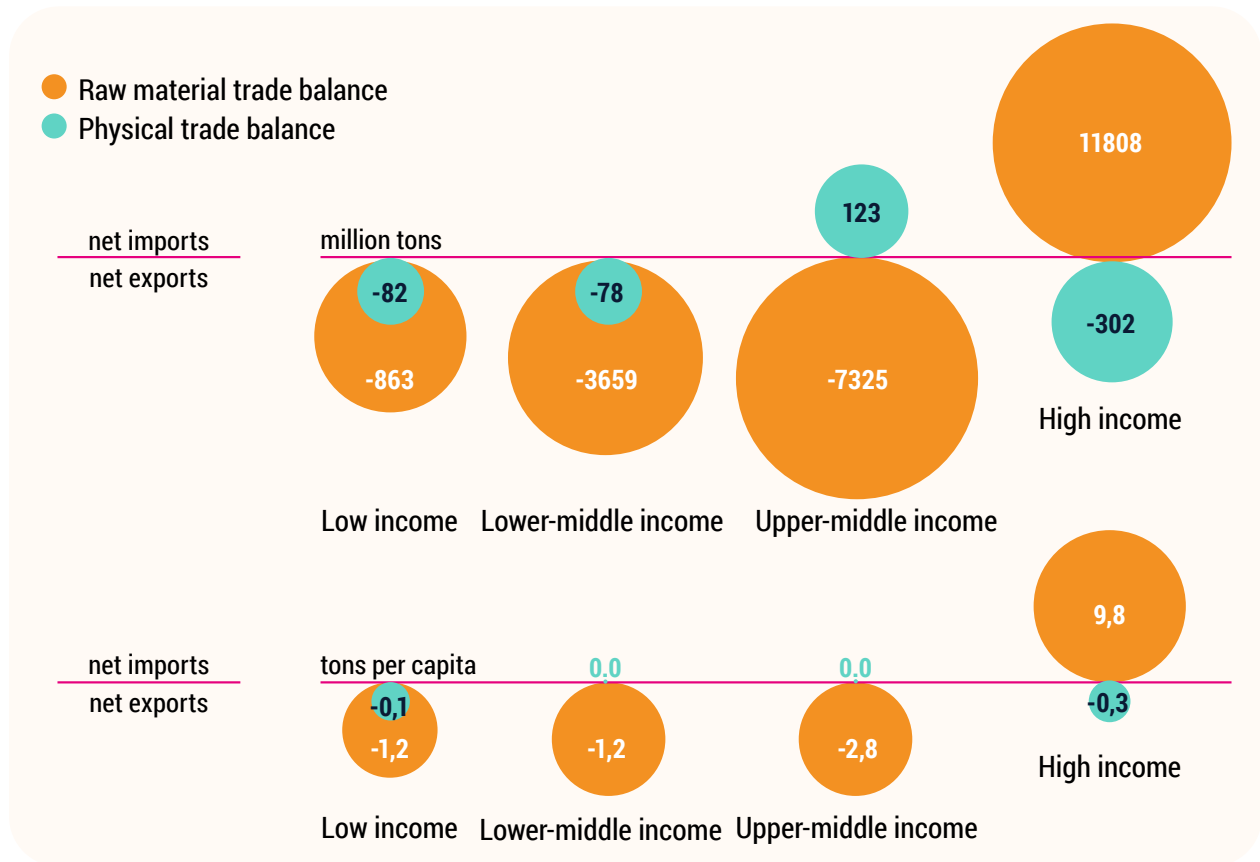 Raw material trade balance
Physical trade balance
11808
123
net imports
million tons
net exports
-82
-78
-302
-863
-3659
-7325
High income
Low income
Lower-middle income
Upper-middle income
9,8
net imports
tons per capita
0.0
0.0
net exports
-0,1
-0,3
-1,2
-1,2
-2,8
High income
Low income
Lower-middle income
Upper-middle income